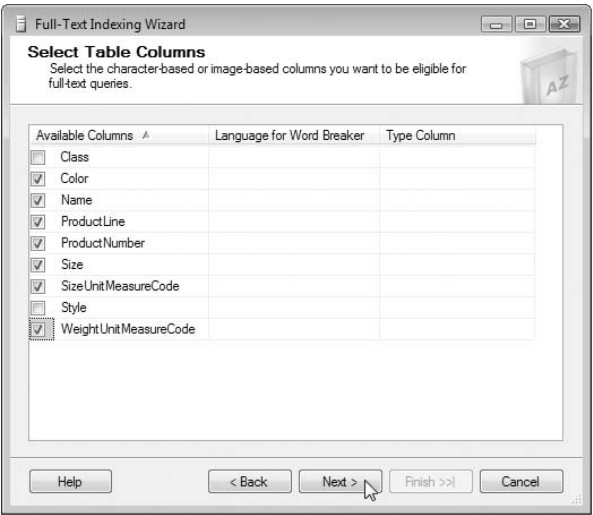 Full-Text Indexing Wizard
Select Table Columns
Select the character-based or image-based columns you want to be eligible for
full-text queries.
AZ
Available Columns Language for Word Breaker Type Column
Class
Color
Name
ProductLine
ProductNumber
Size
SizeUnitMeasureCode
Style
WeightUnitMeasureCode
Help < Back Next > Finish >>| Cancel